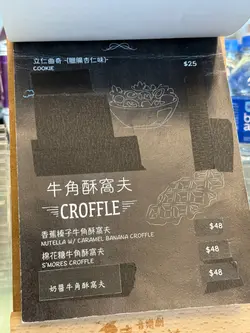 立仁曲奇-(臘腸杏仁味)-
COOKIE
$25
牛角酥窩夫
CROFFLE
香蕉榛子牛角酥窩夫
NUTELLA W/ CARAMEL BANANA CROFFLE
$48
棉花糖牛角酥窩夫
S'MORES CROFFLE
$48
奶醬牛角酥窩夫
$48